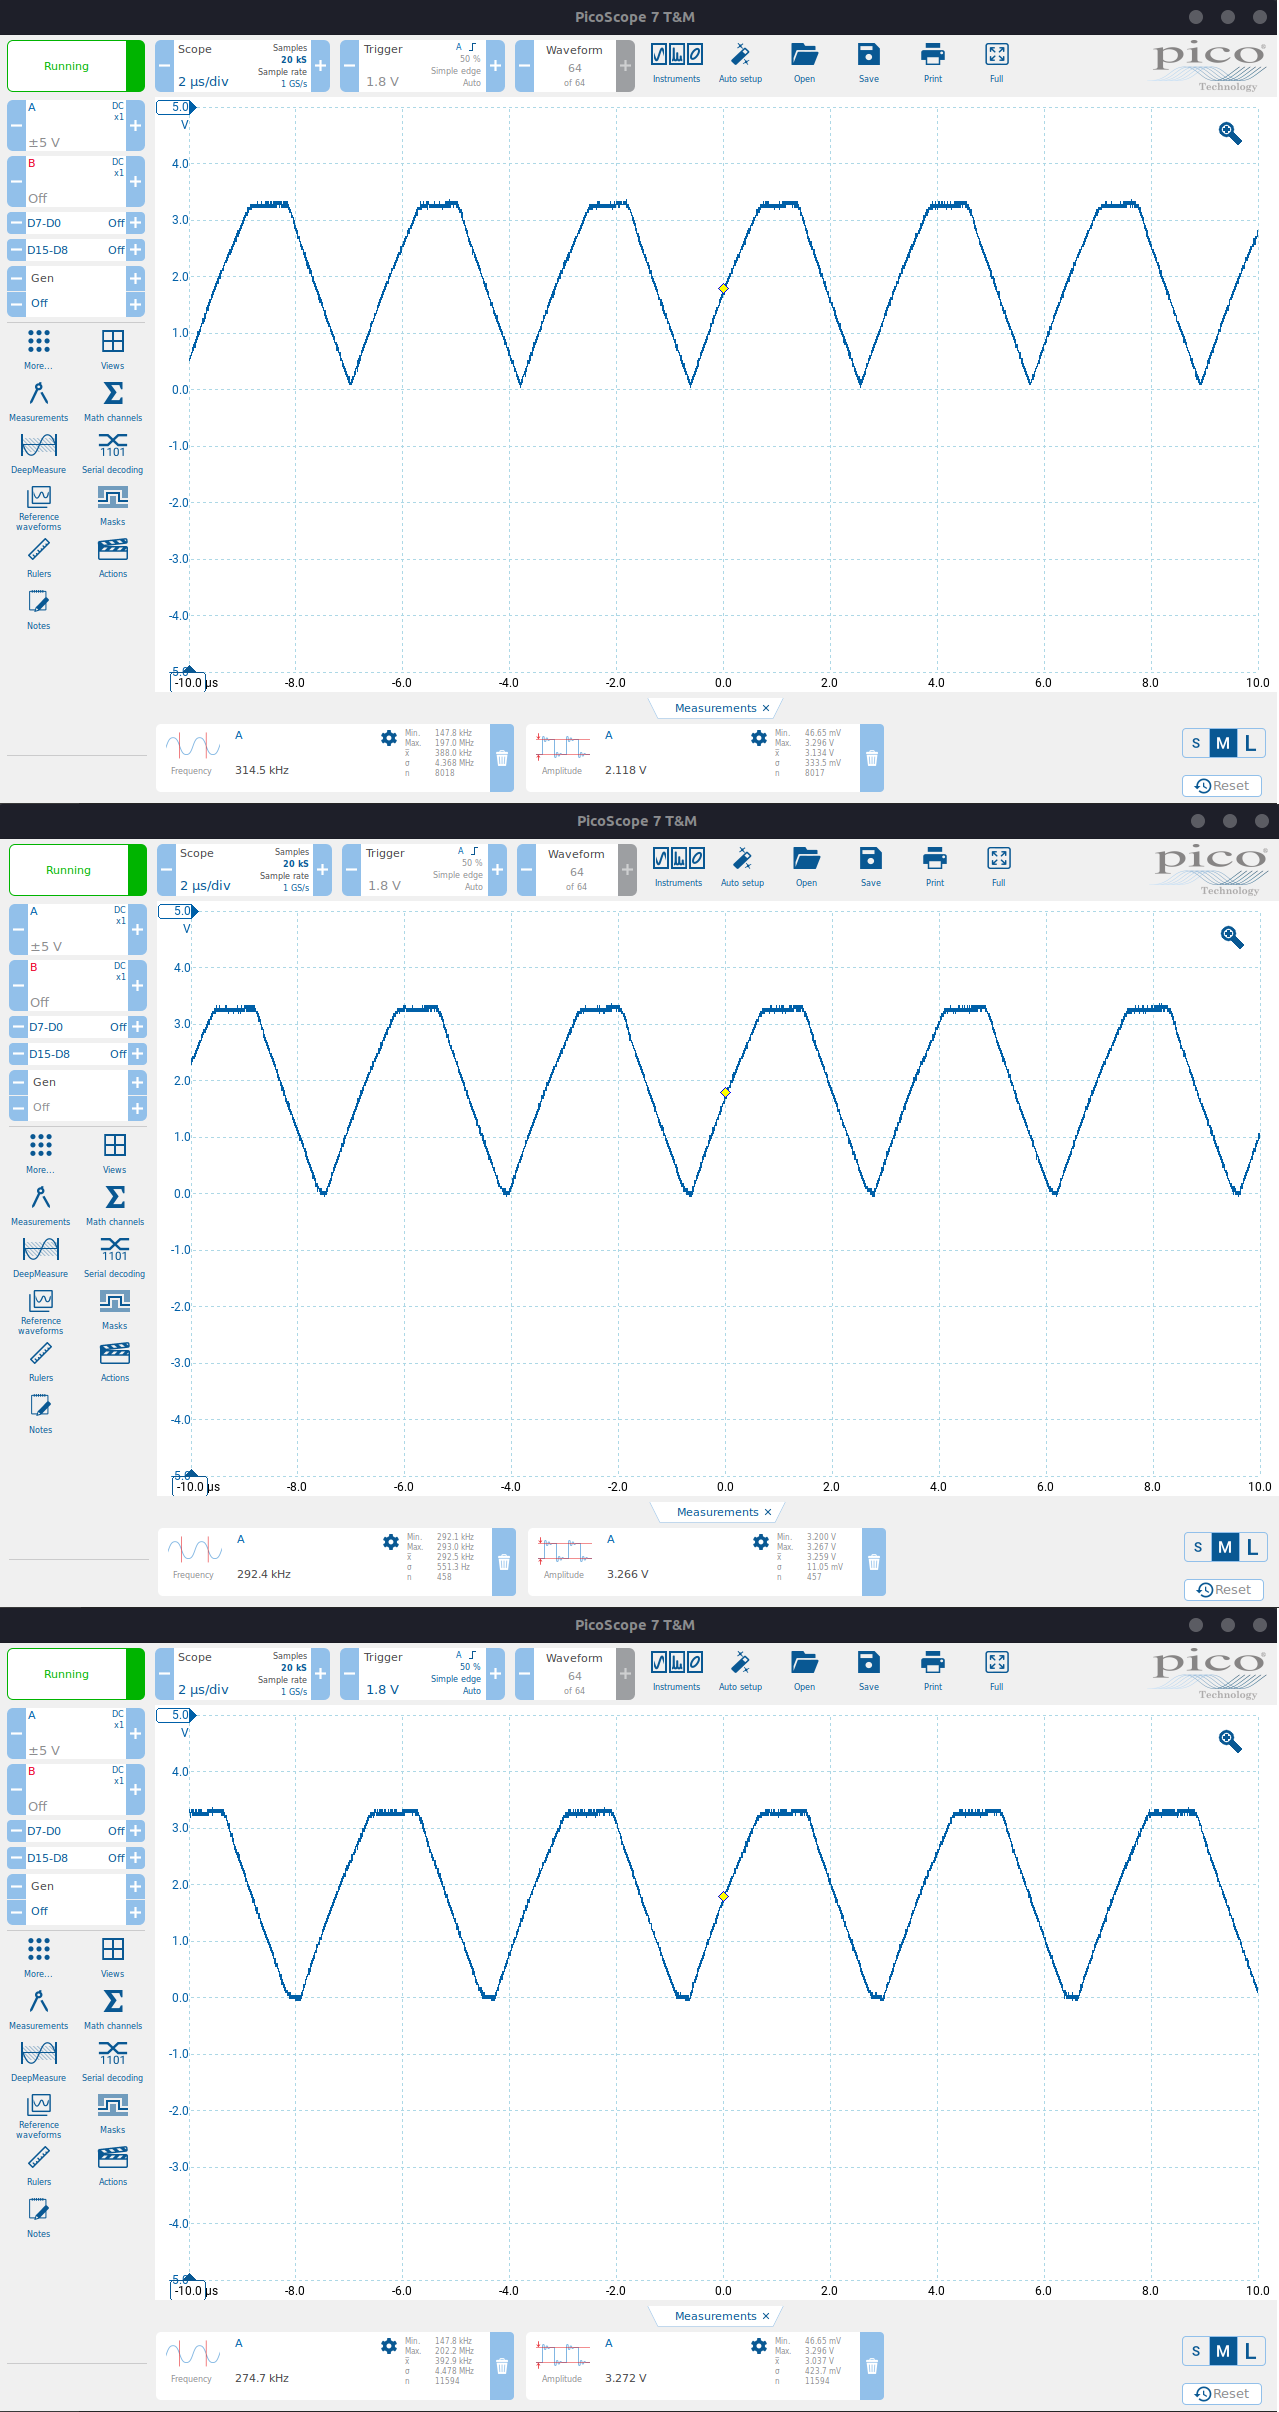 PicoScope 7 T&M
Running
Scope
Samples
20 kS
Sample rate
2 µs/div
1 GS/s
Trigger
A
50 %
Simple edge
1.8 V
Auto
Waveform
64
of 64
Instruments
Auto setup
Open
Save
Print
Full
pico
Technology
A
DC
x1
±5 V
B
DC
x1
Off
D7-D0 Off
D15-D8 Off
Gen
Off
More...
Views
Measurements
Math channels
DeepMeasure
Serial decoding
1101
Reference
waveforms
Masks
Rulers
Actions
Notes
5.0
V
4.0
3.0
2.0
1.0
0.0
-1.0
-2.0
-3.0
-4.0
-5.0
-10.0 µs -8.0 -6.0 -4.0 -2.0 0.0 2.0 4.0 6.0 8.0 10.0
Measurements ×
A
Frequency
314.5 kHz
Min. 147.8 kHz
Max. 197.0 MHz
x̄ 388.0 kHz
σ 4.368 MHz
n 8018
A
Amplitude
2.118 V
Min. 46.65 mV
Max. 3.296 V
x̄ 3.134 V
σ 333.5 mV
n 8017
S M L
Reset
PicoScope 7 T&M
Running
Scope
Samples
20 kS
Sample rate
2 µs/div
1 GS/s
Trigger
A
50 %
Simple edge
1.8 V
Auto
Waveform
64
of 64
Instruments
Auto setup
Open
Save
Print
Full
pico
Technology
A
DC
x1
±5 V
B
DC
x1
Off
D7-D0 Off
D15-D8 Off
Gen
Off
More...
Views
Measurements
Math channels
DeepMeasure
Serial decoding
1101
Reference
waveforms
Masks
Rulers
Actions
Notes
5.0
V
4.0
3.0
2.0
1.0
0.0
-1.0
-2.0
-3.0
-4.0
-5.0
-10.0 µs -8.0 -6.0 -4.0 -2.0 0.0 2.0 4.0 6.0 8.0 10.0
Measurements ×
A
Frequency
292.4 kHz
Min. 292.1 kHz
Max. 293.0 kHz
x̄ 292.5 kHz
σ 551.3 Hz
n 458
A
Amplitude
3.266 V
Min. 3.200 V
Max. 3.267 V
x̄ 3.259 V
σ 11.05 mV
n 457
S M L
Reset
PicoScope 7 T&M
Running
Scope
Samples
20 kS
Sample rate
2 µs/div
1 GS/s
Trigger
A
50 %
Simple edge
1.8 V
Auto
Waveform
64
of 64
Instruments
Auto setup
Open
Save
Print
Full
pico
Technology
A
DC
x1
±5 V
B
DC
x1
Off
D7-D0 Off
D15-D8 Off
Gen
Off
More...
Views
Measurements
Math channels
DeepMeasure
Serial decoding
1101
Reference
waveforms
Masks
Rulers
Actions
Notes
5.0
V
4.0
3.0
2.0
1.0
0.0
-1.0
-2.0
-3.0
-4.0
-5.0
-10.0 µs -8.0 -6.0 -4.0 -2.0 0.0 2.0 4.0 6.0 8.0 10.0
Measurements ×
A
Frequency
274.7 kHz
Min. 147.8 kHz
Max. 202.2 MHz
x̄ 392.9 kHz
σ 4.478 MHz
n 11594
A
Amplitude
3.272 V
Min. 46.65 mV
Max. 3.296 V
x̄ 3.037 V
σ 423.7 mV
n 11594
S M L
Reset